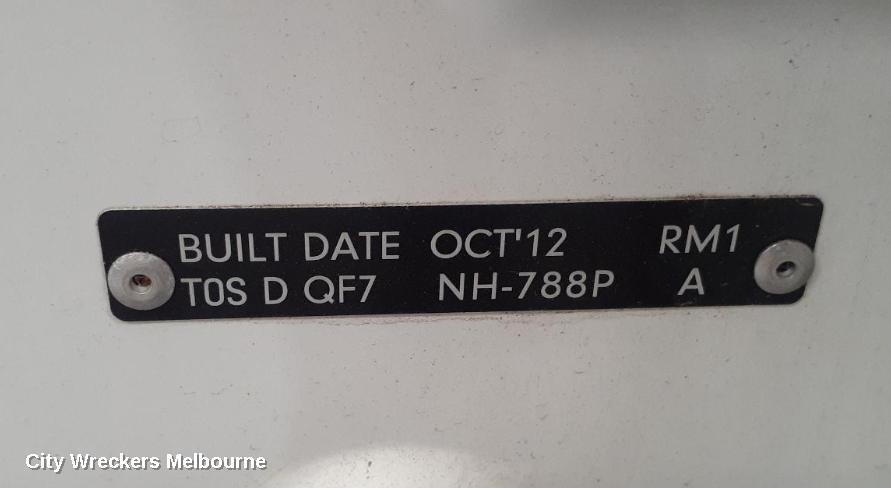 BUILT DATE OCT'12 RM1
T0S D QF7 NH-788P A
City Wreckers Melbourne